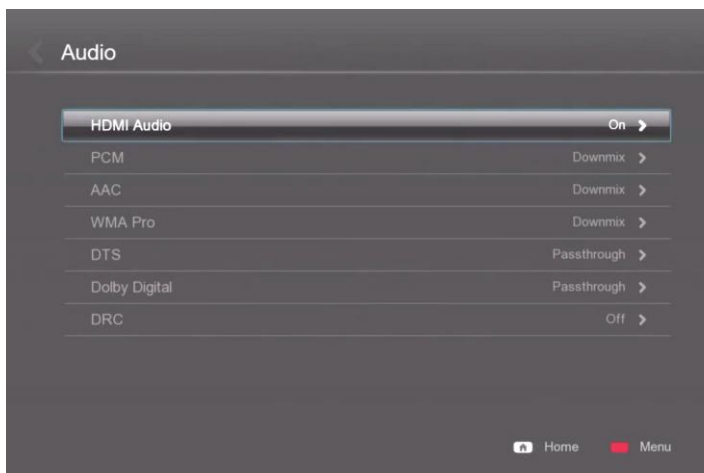 Audio
HDMI Audio On
PCM Downmix
AAC Downmix
WMA Pro Downmix
DTS Passthrough
Dolby Digital Passthrough
DRC Off
Home Menu